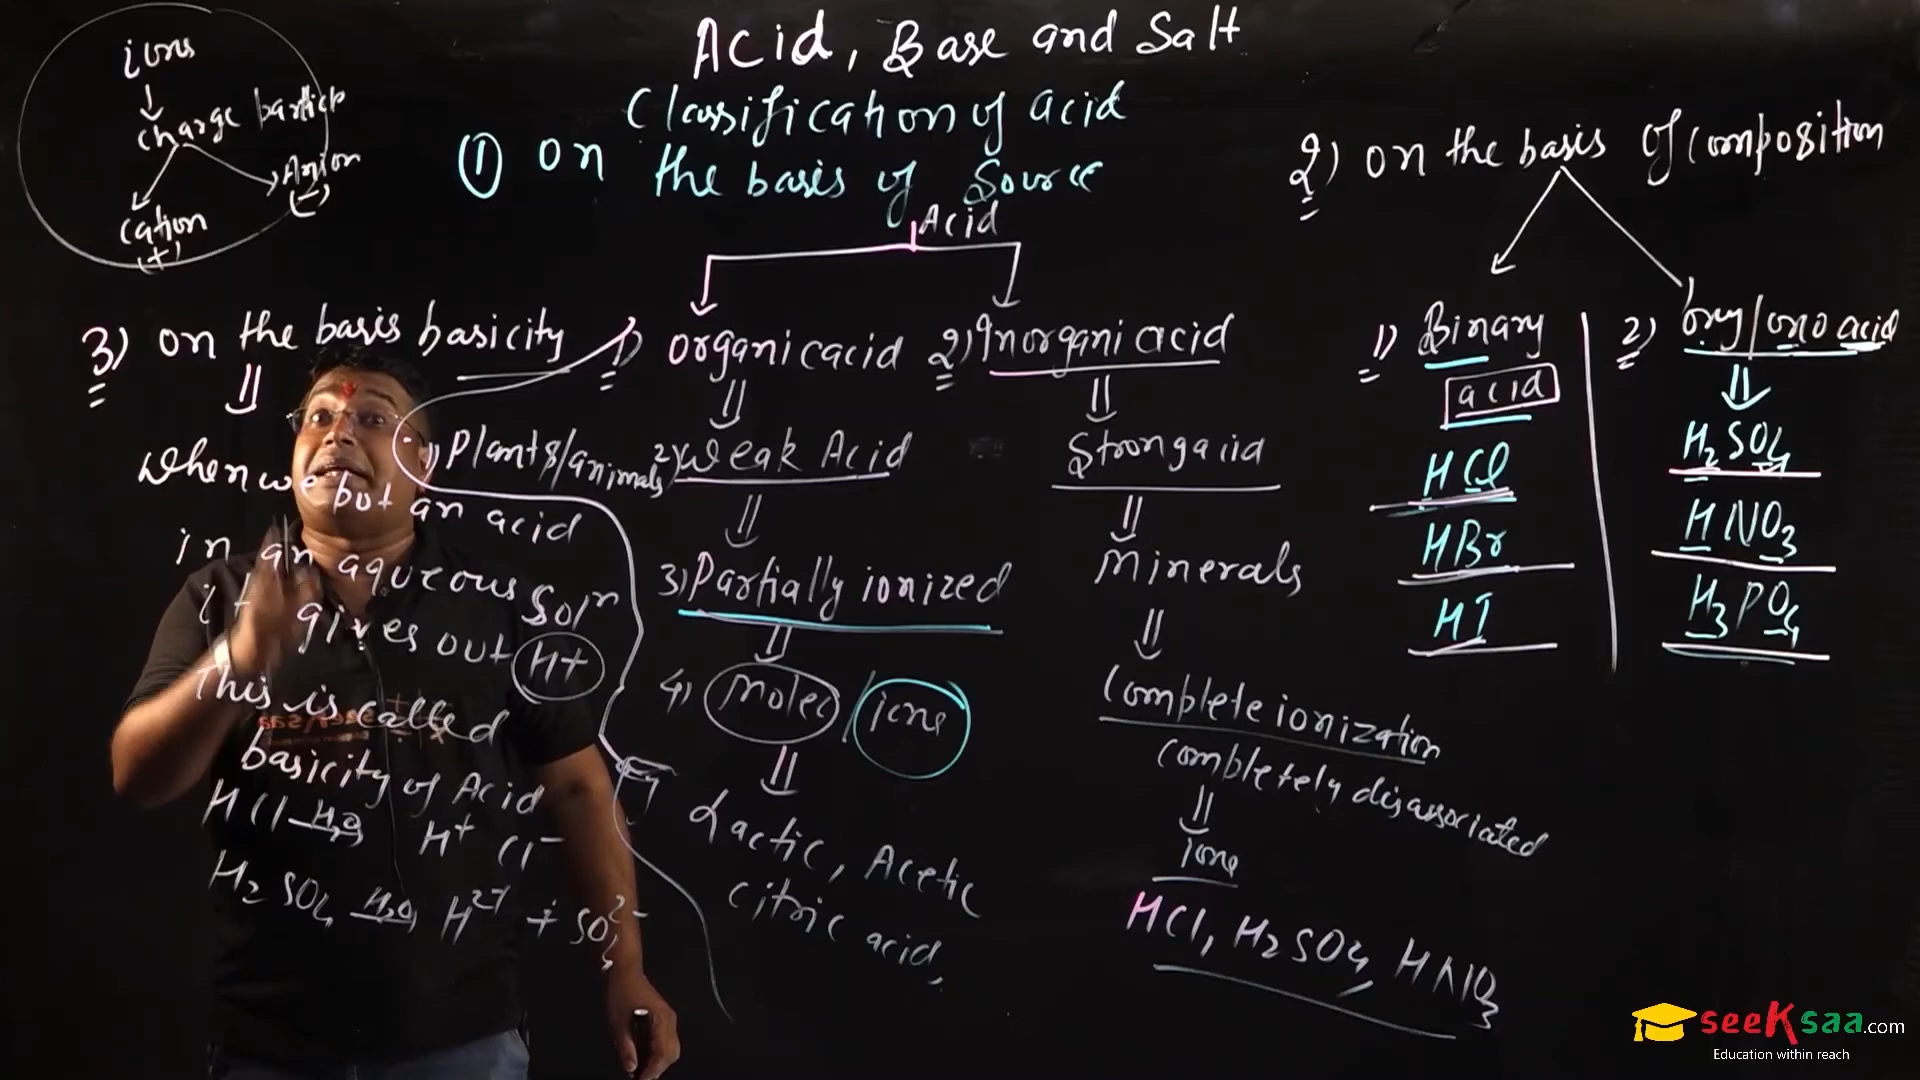 Acid, Base and Salt
Classification of acid
① on the basis of Source
ions
charge particle
Anion
(-)
cation
(+)
Acid
1) organic acid
2) Inorganic acid
1) Plants/animals
2) weak Acid
3) Partially ionized
4) Molec / ions
Lactic, Acetic
citric acid,
Strong acid
Minerals
Complete ionization
completely disassociated
ions
HCl, H2SO4, HNO3
2) on the basis of composition
1) Binary
acid
HCl
HBr
HI
2) oxy/oxo acid
H2SO4
HNO3
H3PO4
3) on the basis basicity
when we put an acid
in an aqueous Soln
it gives out H+
This is called
basicity of Acid
HCl H2O H+ Cl-
H2SO4 H2O H2+ + SO4 2-
seeKsaa.com
Education within reach